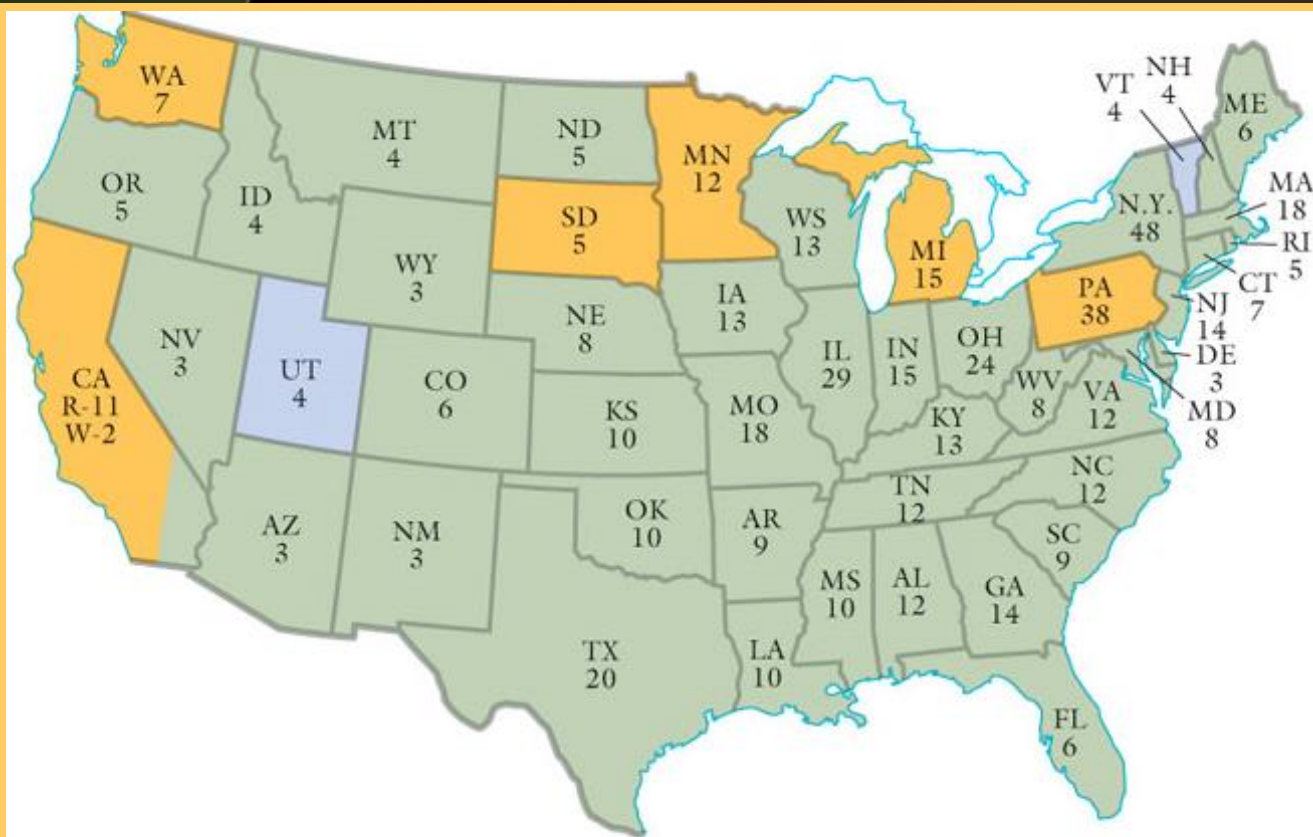 WA
7
MT
4
ND
5
MN
12
VT
4
NH
4
ME
6
OR
5
ID
4
SD
5
WS
13
MI
15
N.Y.
48
MA
18
RI
5
CT
7
WY
3
IA
13
PA
38
NJ
14
DE
3
MD
8
NV
3
UT
4
CO
6
NE
8
IL
29
IN
15
OH
24
WV
8
VA
12
CA
R-11
W-2
KS
10
MO
18
KY
13
NC
12
TN
12
SC
9
AZ
3
NM
3
OK
10
AR
9
MS
10
AL
12
GA
14
TX
20
LA
10
FL
6